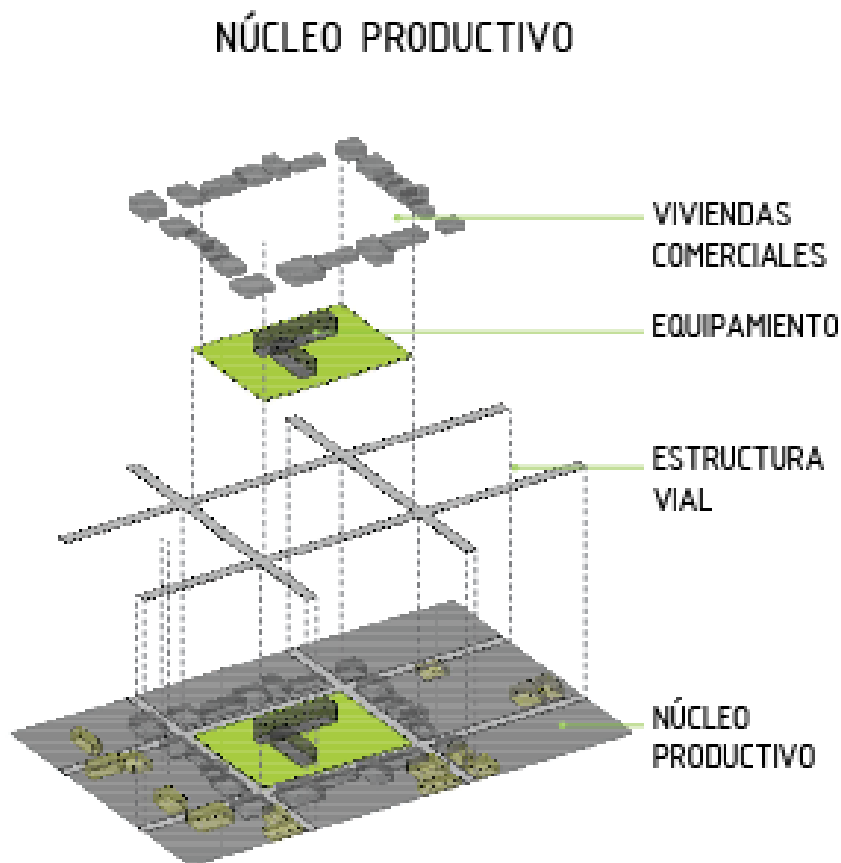 NÚCLEO PRODUCTIVO
VIVIENDAS
COMERCIALES
EQUIPAMIENTO
ESTRUCTURA
VIAL
NÚCLEO
PRODUCTIVO